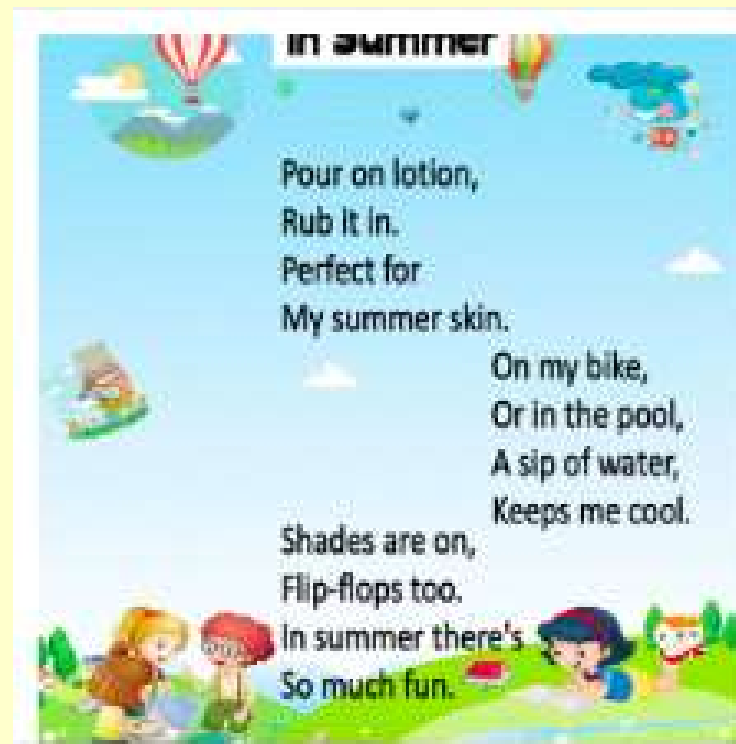 In Summer
Pour on lotion,
Rub it in.
Perfect for
My summer skin.
On my bike,
Or in the pool,
A sip of water,
Keeps me cool.
Shades are on,
Flip-flops too.
In summer there's
So much fun.